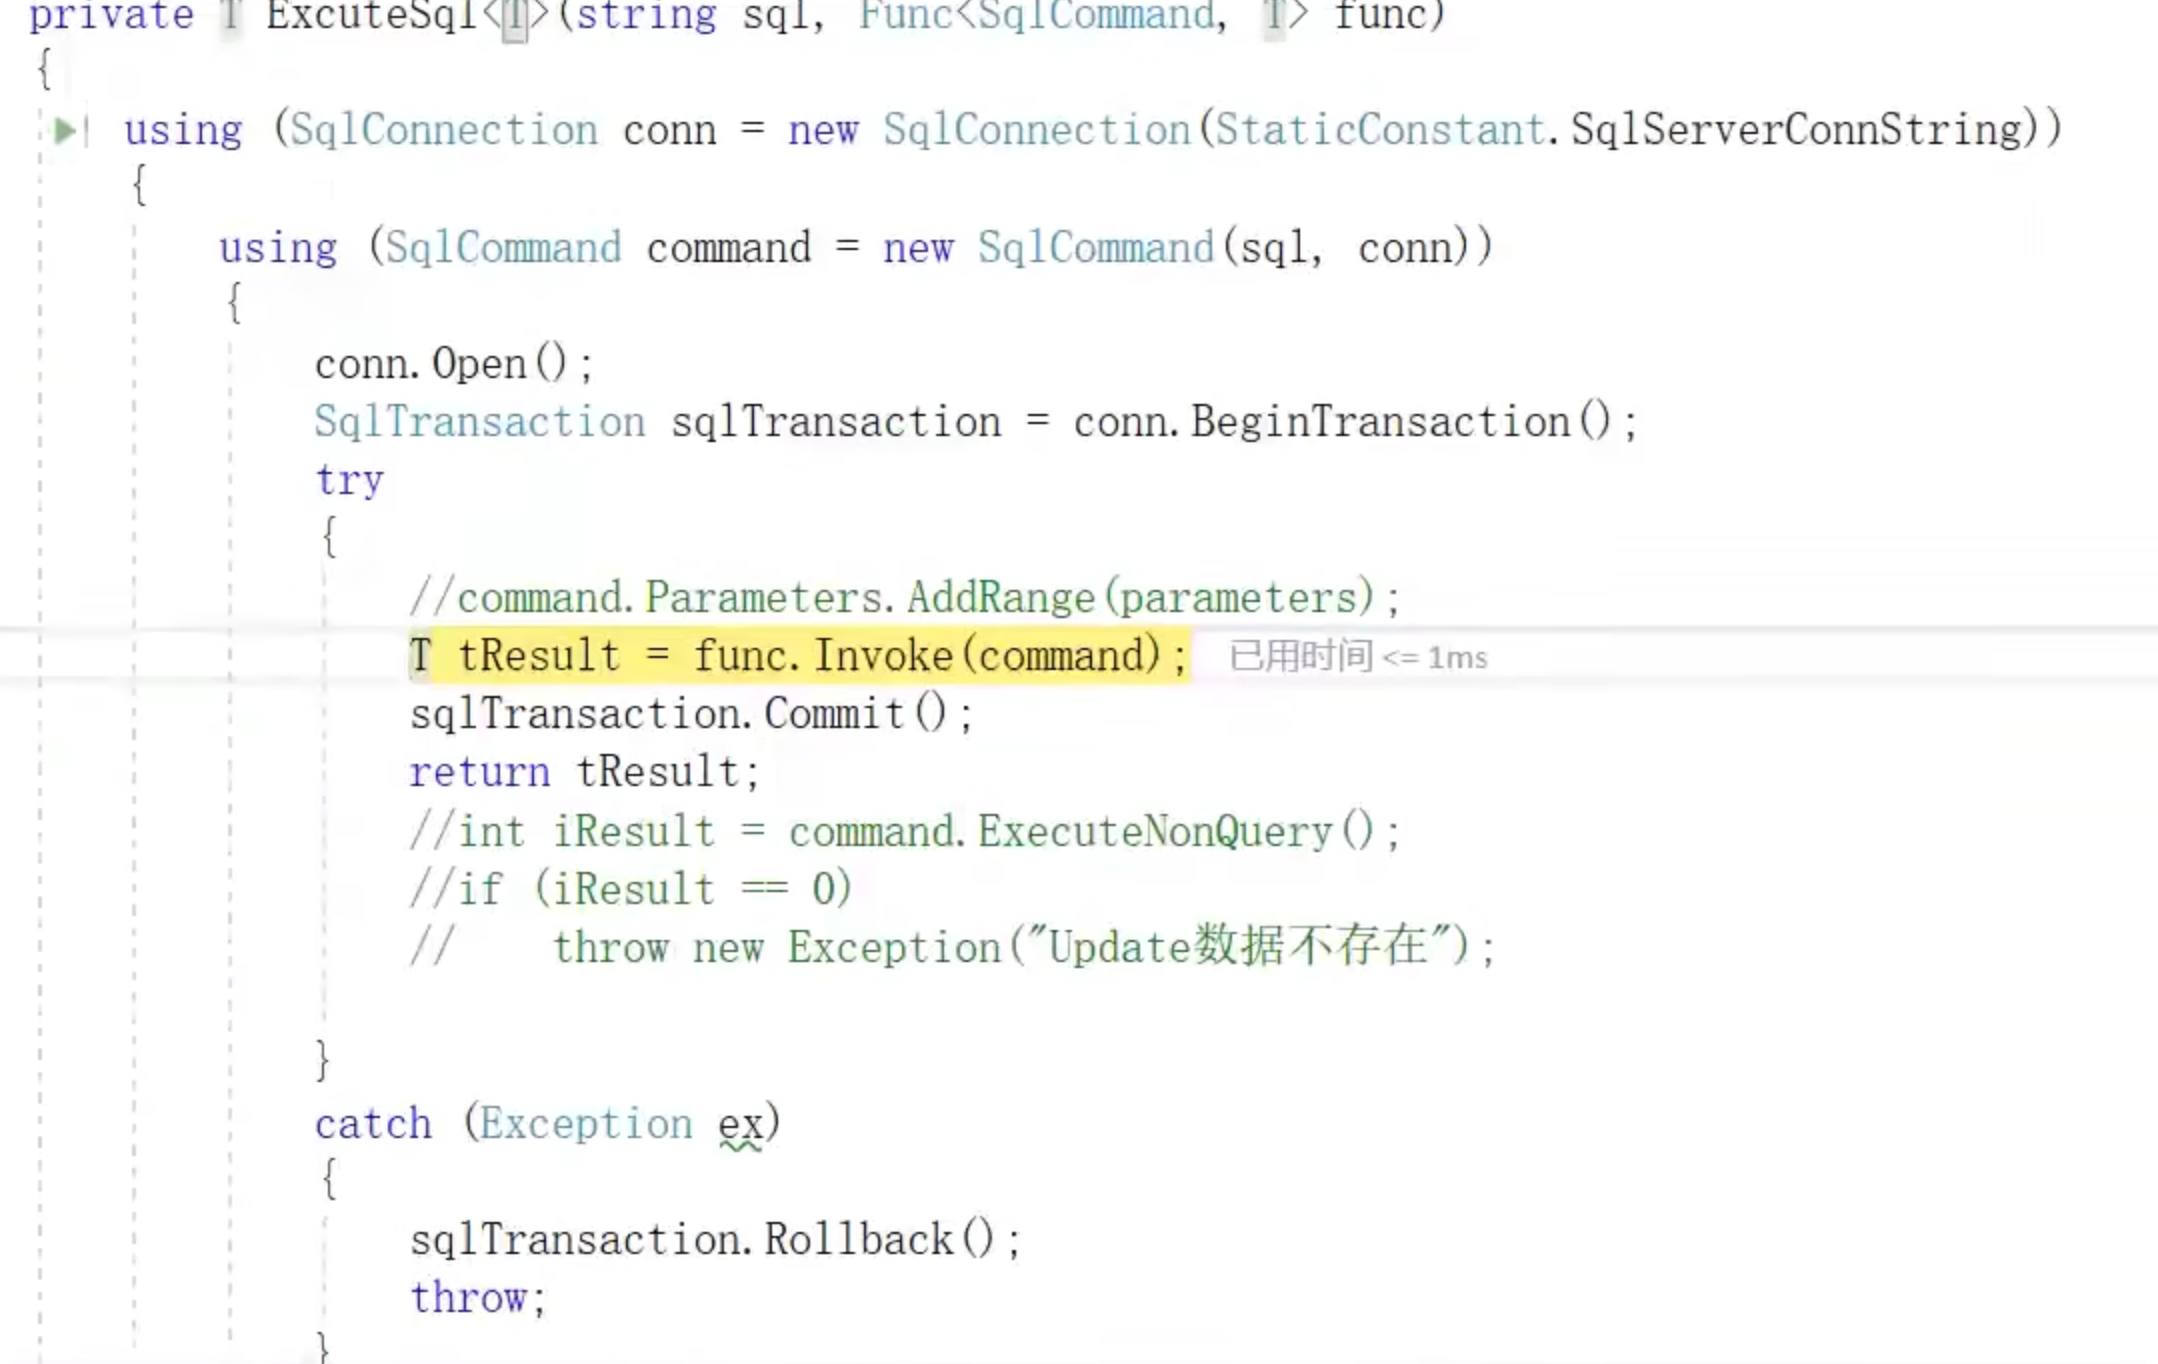 private T ExcuteSql<T>(string sql, Func<SqlCommand, T> func)
{
using (SqlConnection conn = new SqlConnection(StaticConstant.SqlServerConnString))
{
using (SqlCommand command = new SqlCommand(sql, conn))
{
conn.Open();
SqlTransaction sqlTransaction = conn.BeginTransaction();
try
{
//command.Parameters.AddRange(parameters);
T tResult = func.Invoke(command); 已用时间 <= 1ms
sqlTransaction.Commit();
return tResult;
//int iResult = command.ExecuteNonQuery();
//if (iResult == 0)
//    throw new Exception("Update数据不存在");
}
catch (Exception ex)
{
sqlTransaction.Rollback();
throw;
}